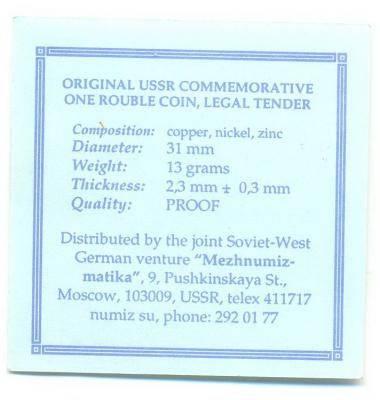 ORIGINAL USSR COMMEMORATIVE
ONE ROUBLE COIN, LEGAL TENDER
Composition: copper, nickel, zinc
Diameter: 31 mm
Weight: 13 grams
Thickness: 2,3 mm ± 0,3 mm
Quality: PROOF
Distributed by the joint Soviet-West
German venture “Mezhnumiz-
matika”, 9, Pushkinskaya St.,
Moscow, 103009, USSR, telex 411717
numiz su, phone: 292 01 77